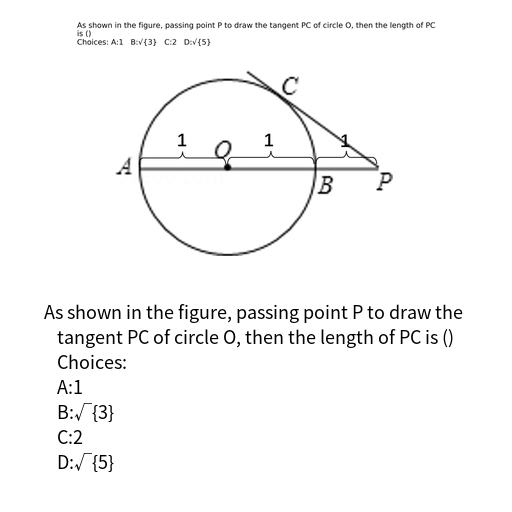 As shown in the figure, passing point P to draw the tangent PC of circle O, then the length of PC
is ()
Choices: A:1 B:√{3} C:2 D:√{5}
C
1
O
1
1
A
B
P
As shown in the figure, passing point P to draw the
tangent PC of circle O, then the length of PC is ()
Choices:
A:1
B:√{3}
C:2
D:√{5}